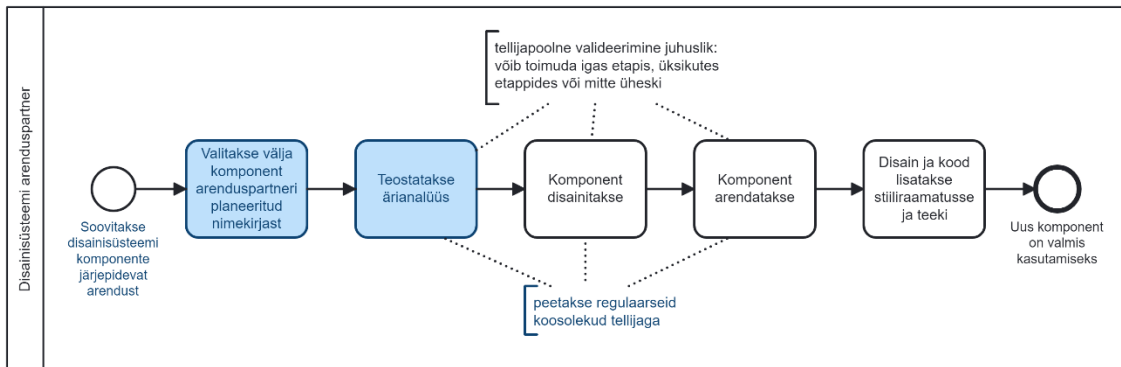 Disainisüsteemi arenduspartner
tellijapoolne valideerimine juhuslik:
võib toimuda igas etapis, üksikutes
etappides või mitte üheski
Soovitakse
disainisüsteemi
komponente
järjepidevat
arendust
Valitakse välja
komponent
arenduspartneri
planeeritud
nimekirjast
Teostatakse
ärianalüüs
Komponent
disainitakse
Komponent
arendatakse
Disain ja kood
lisatakse
stiiliraamatusse
ja teeki
Uus komponent
on valmis
kasutamiseks
peetakse regulaarseid
koosolekud tellijaga